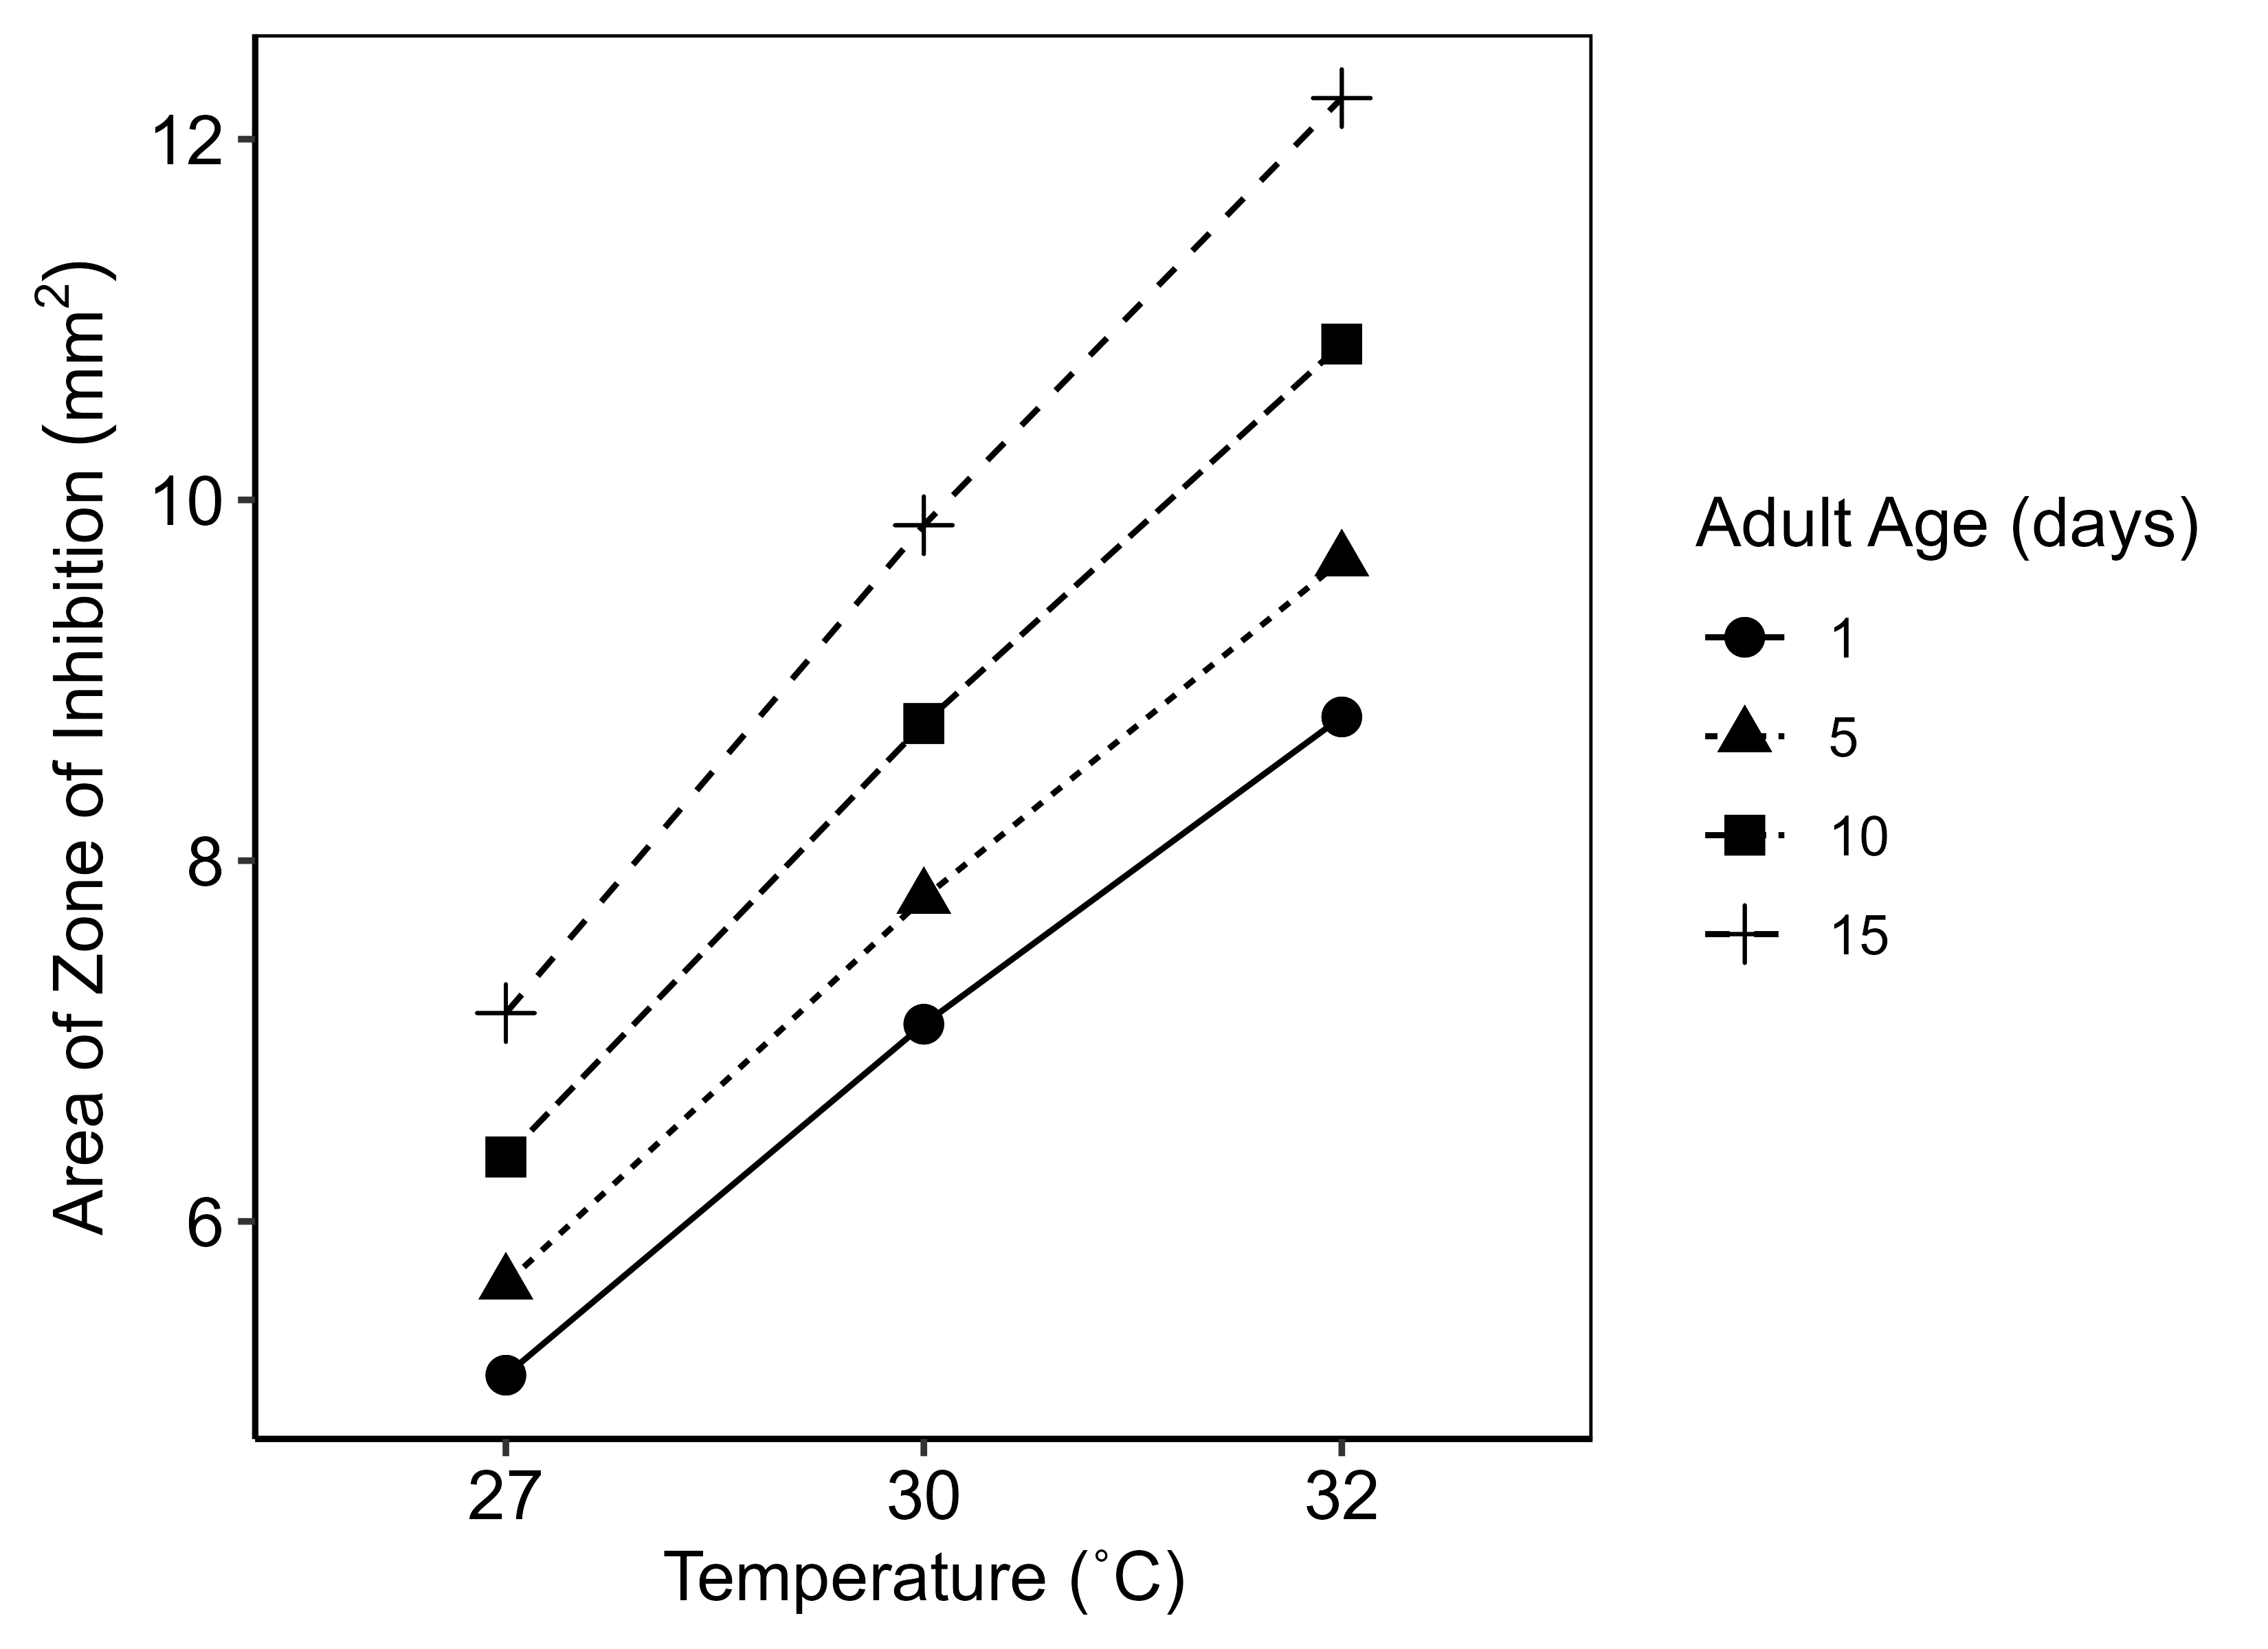 Area of Zone of Inhibition (mm²)
12
10
8
6
27 30 32
Temperature (°C)
Adult Age (days)
1
5
10
15